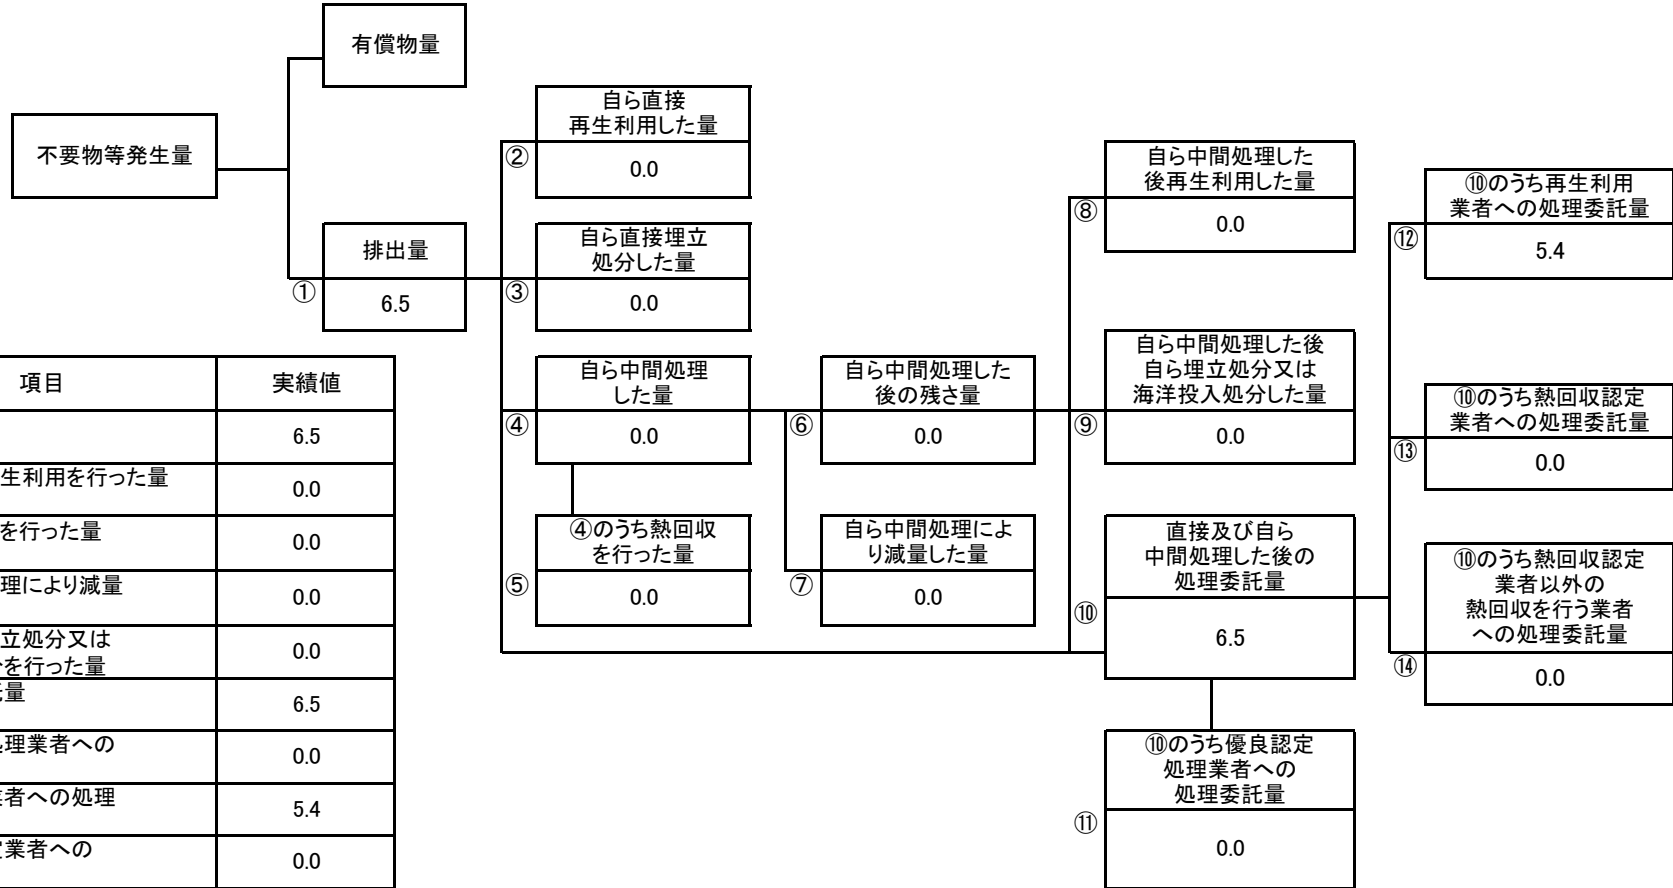 有償物量
不要物等発生量
排出量
①
6.5
自ら直接
再生利用した量
②
0.0
自ら直接埋立
処分した量
③
0.0
自ら中間処理
した量
④
0.0
④のうち熱回収
を行った量
⑤
0.0
自ら中間処理した
後の残さ量
⑥
0.0
自ら中間処理によ
り減量した量
⑦
0.0
自ら中間処理した
後再生利用した量
⑧
0.0
自ら中間処理した後
自ら埋立処分又は
海洋投入処分した量
⑨
0.0
直接及び自ら
中間処理した後の
処理委託量
⑩
6.5
⑩のうち優良認定
処理業者への
処理委託量
⑪
0.0
⑩のうち再生利用
業者への処理委託量
⑫
5.4
⑩のうち熱回収認定
業者への処理委託量
⑬
0.0
⑩のうち熱回収認定
業者以外の
熱回収を行う業者
への処理委託量
⑭
0.0
項目 実績値
6.5
生利用を行った量 0.0
を行った量 0.0
理により減量 0.0
立処分又は
を行った量 0.0
量 6.5
処理業者への 0.0
業者への処理 5.4
業者への 0.0